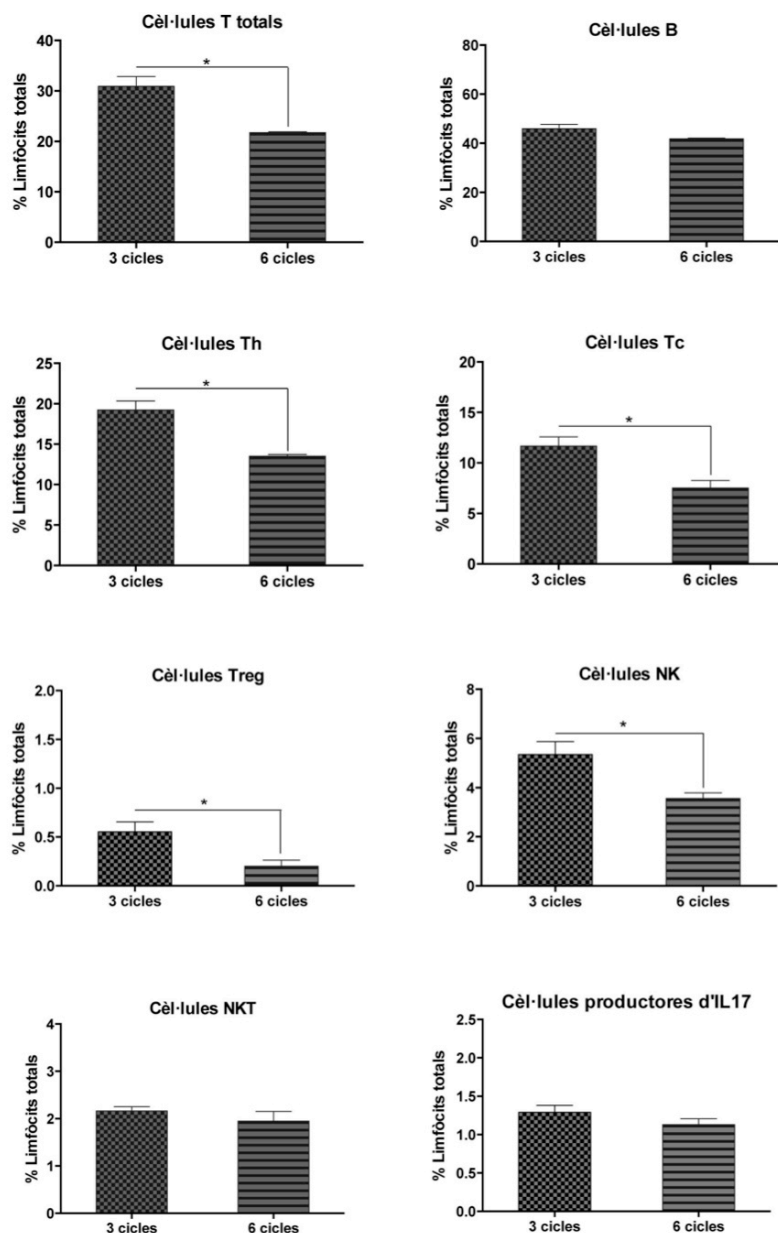 Cèl·lules T totals
% Limfòcits totals
40
30
20
10
0
*
3 cicles
6 cicles
Cèl·lules B
% Limfòcits totals
80
60
40
20
0
3 cicles
6 cicles
Cèl·lules Th
% Limfòcits totals
25
20
15
10
5
0
*
3 cicles
6 cicles
Cèl·lules Tc
% Limfòcits totals
20
15
10
5
0
*
3 cicles
6 cicles
Cèl·lules Treg
% Limfòcits totals
2.0
1.5
1.0
0.5
0.0
*
3 cicles
6 cicles
Cèl·lules NK
% Limfòcits totals
8
6
4
2
0
*
3 cicles
6 cicles
Cèl·lules NKT
% Limfòcits totals
4
3
2
1
0
3 cicles
6 cicles
Cèl·lules productores d'IL17
% Limfòcits totals
2.5
2.0
1.5
1.0
0.5
0.0
3 cicles
6 cicles